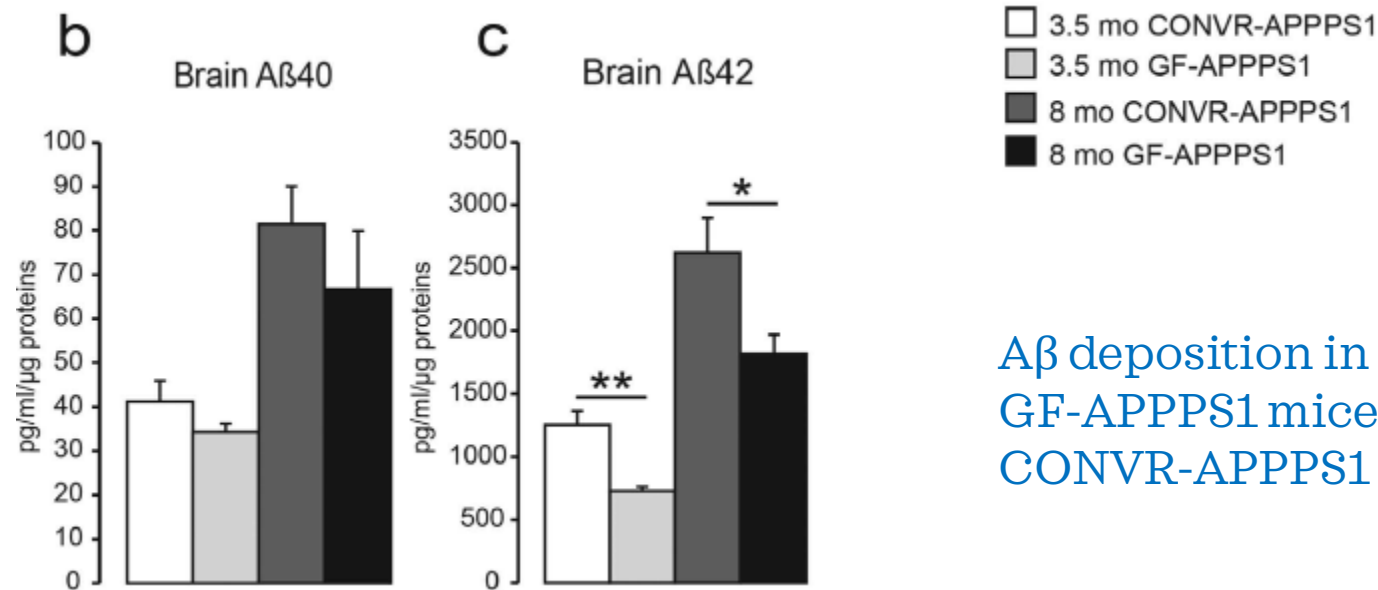 b
Brain Aß40
100
90
80
70
60
50
40
30
20
10
0
pg/ml/µg proteins
c
Brain Aß42
3500
3000
2500
2000
1500
1000
500
0
pg/ml/µg proteins
**
*
3.5 mo CONVR-APPPS1
3.5 mo GF-APPPS1
8 mo CONVR-APPPS1
8 mo GF-APPPS1
Aβ deposition in
GF-APPPS1 mice
CONVR-APPPS1